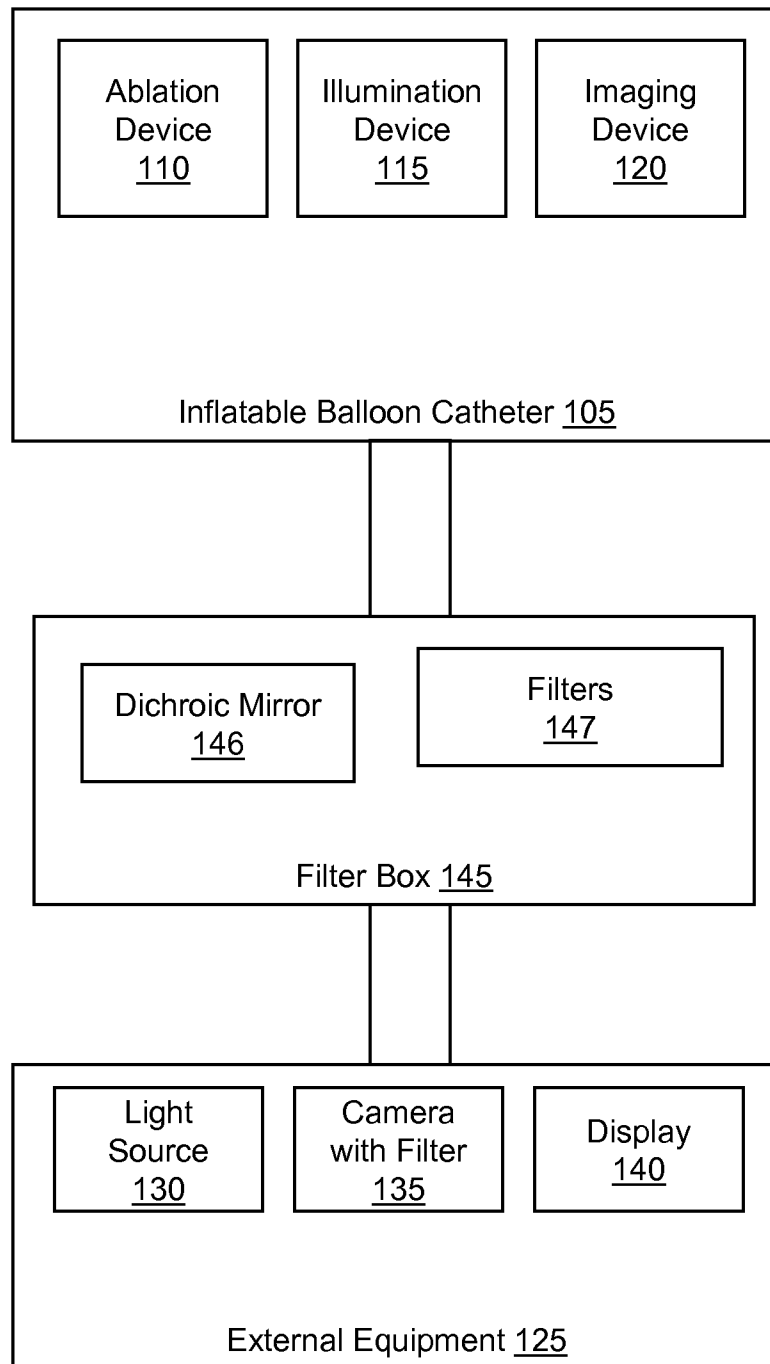 Ablation
Device
110
Illumination
Device
115
Imaging
Device
120
Inflatable Balloon Catheter 105
Dichroic Mirror
146
Filters
147
Filter Box 145
Light
Source
130
Camera
with Filter
135
Display
140
External Equipment 125